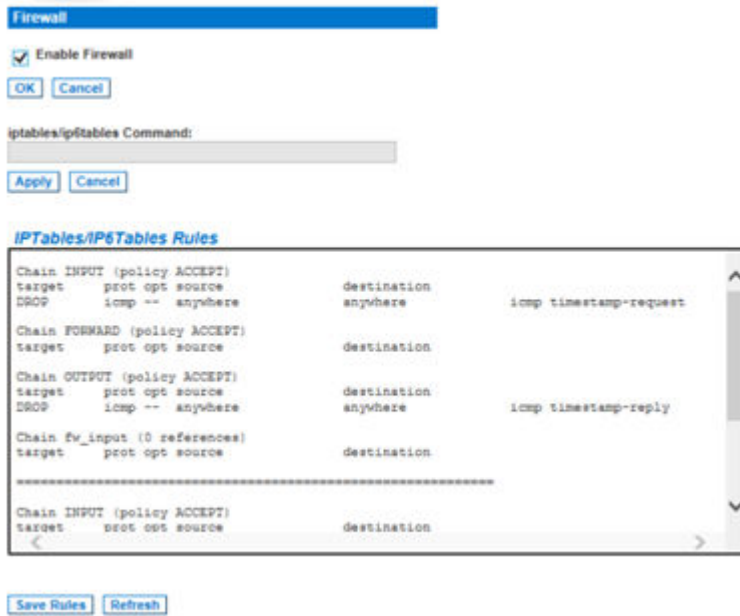 Firewall
Enable Firewall
OK Cancel
iptables/ip6tables Command:
Apply Cancel
IPTables/IP6Tables Rules
Chain INPUT (policy ACCEPT)
target prot opt source destination
DROP icmp -- anywhere anywhere icmp timestamp-request
Chain FORWARD (policy ACCEPT)
target prot opt source destination
Chain OUTPUT (policy ACCEPT)
target prot opt source destination
DROP icmp -- anywhere anywhere icmp timestamp-reply
Chain fw_input (0 references)
target prot opt source destination
============================================================
Chain INPUT (policy ACCEPT)
target prot opt source destination
Save Rules Refresh